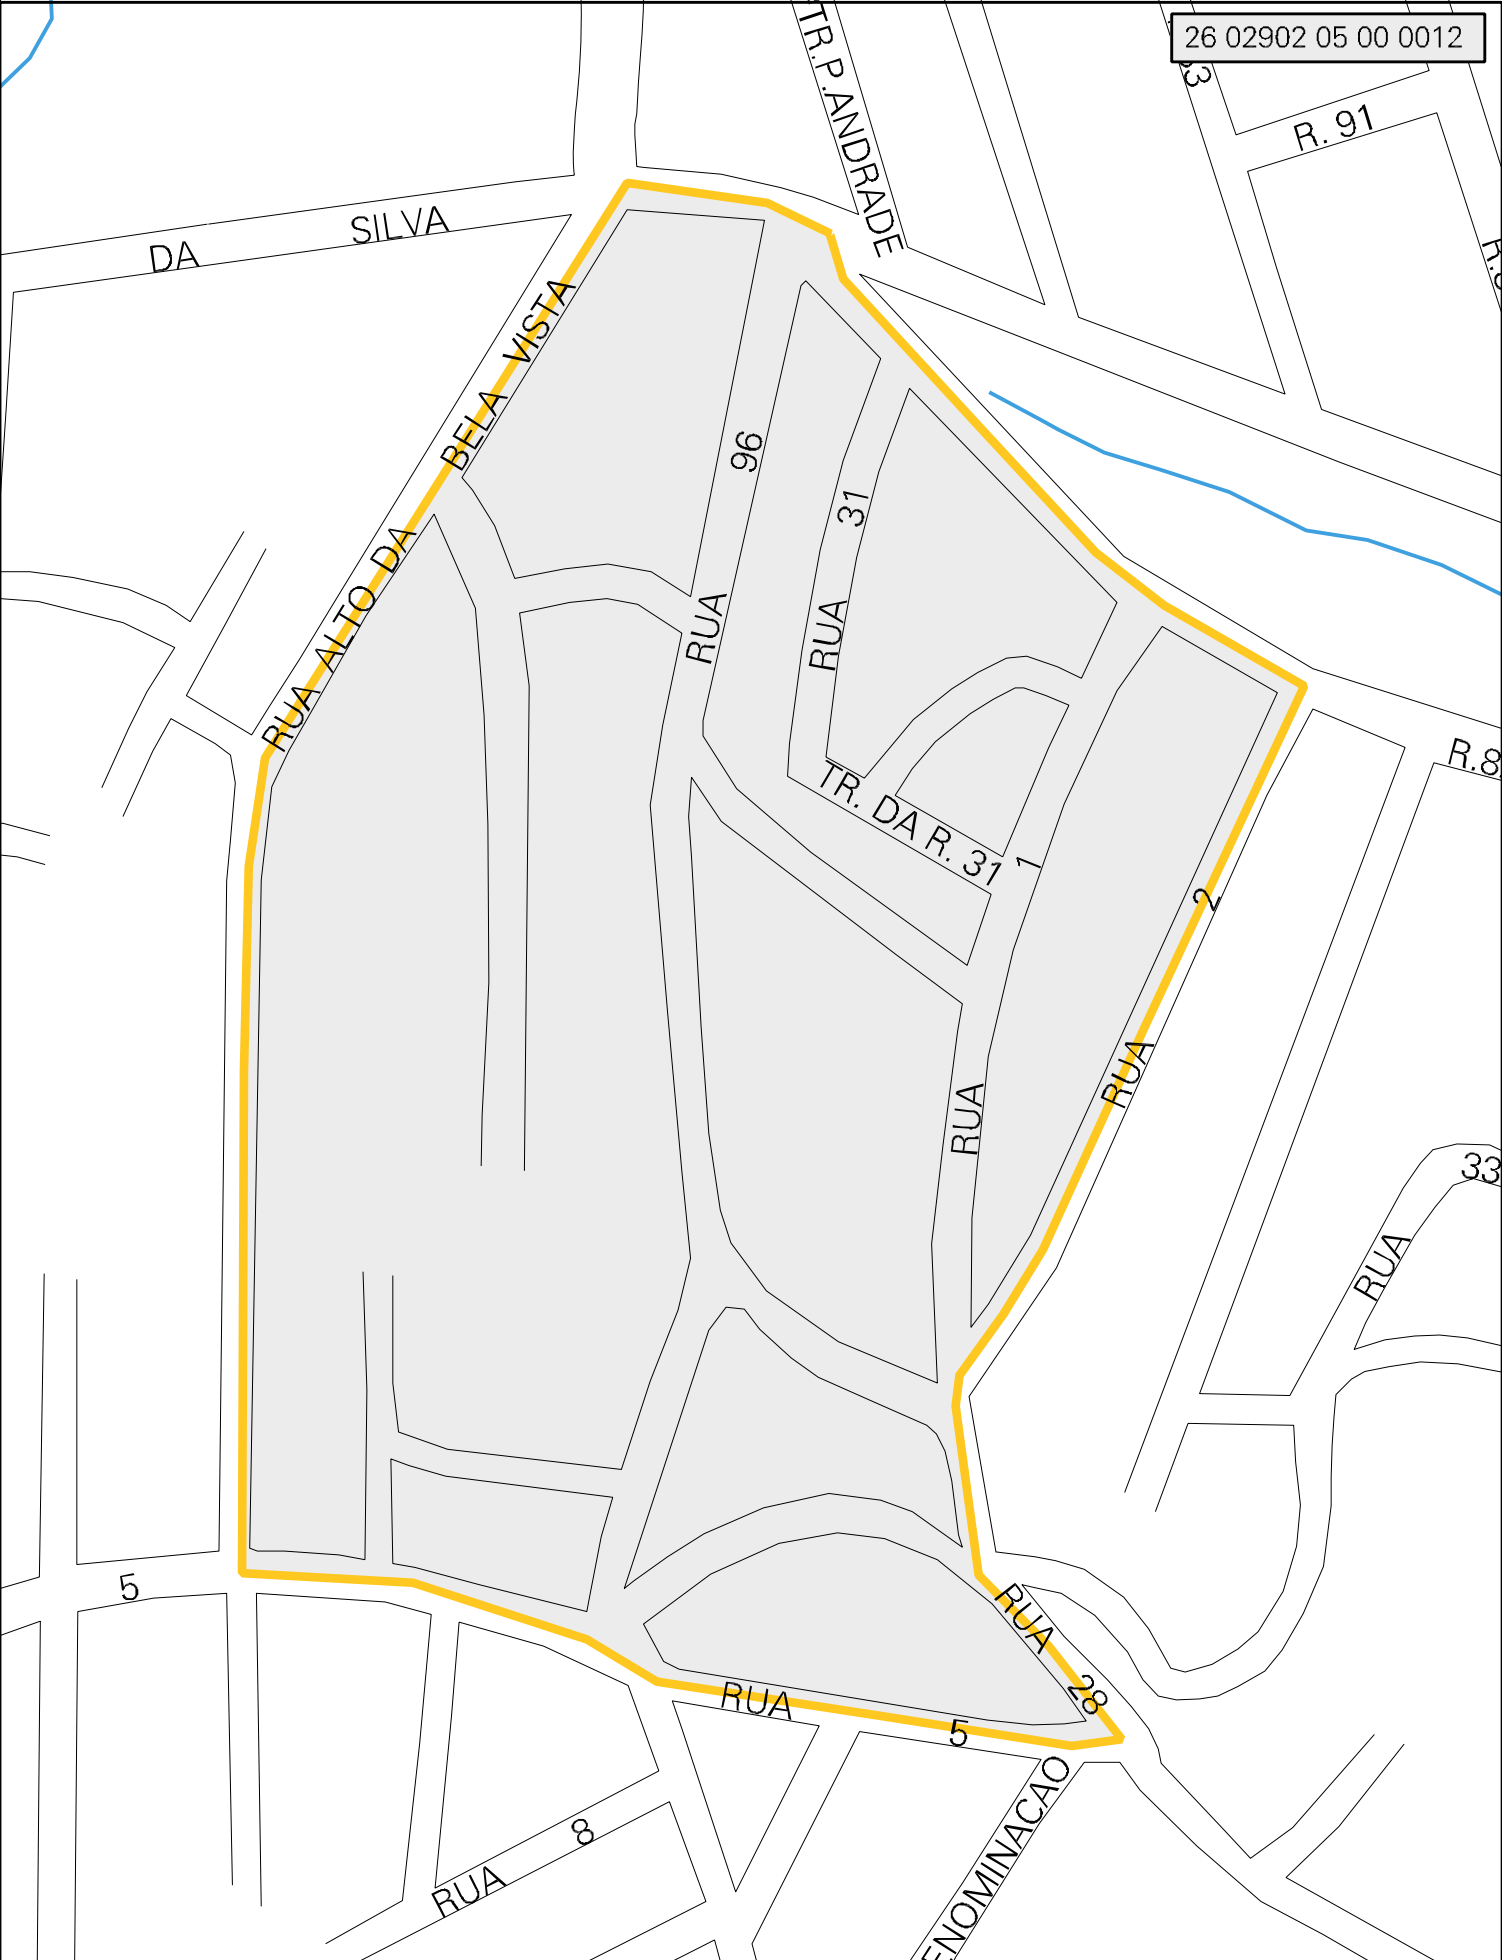 26 02902 05 00 0012
TR.P.ANDRADE
R. 91
DA SILVA
RUA ALTO DA BELA VISTA
RUA 96
RUA 31
TR. DA R. 31
RUA 1
RUA 2
R.8
33
RUA
5
RUA 28
RUA 5
RUA 8
ENOMINACAO